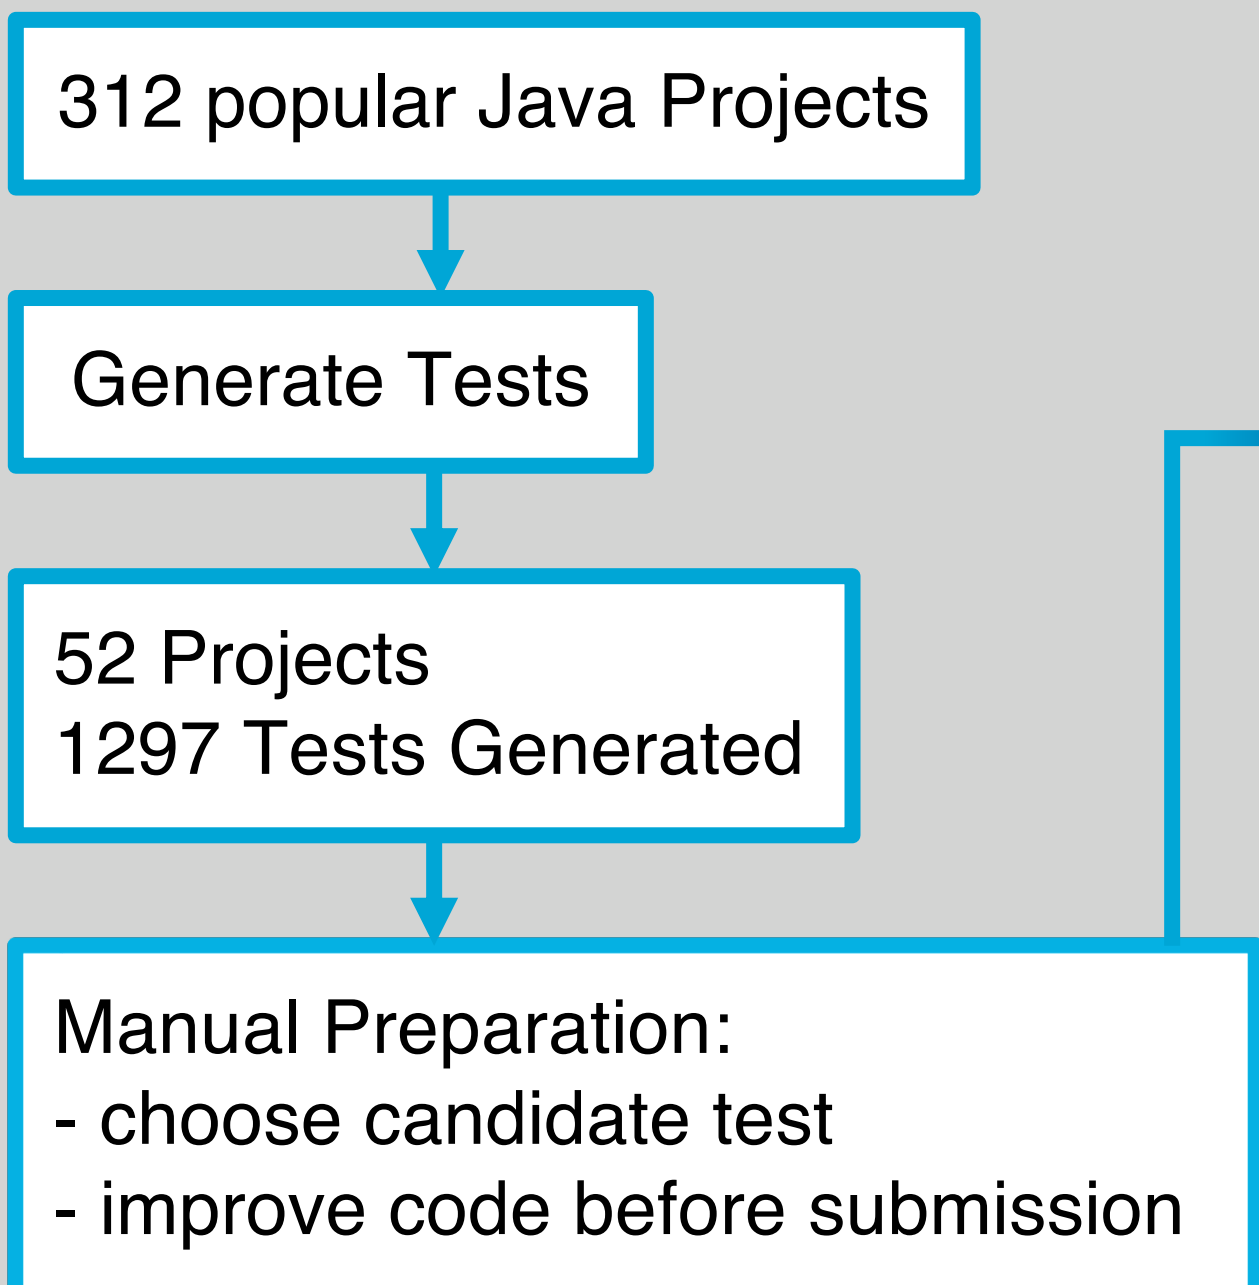 312 popular Java Projects
Generate Tests
52 Projects
1297 Tests Generated
Manual Preparation:
- choose candidate test
- improve code before submission